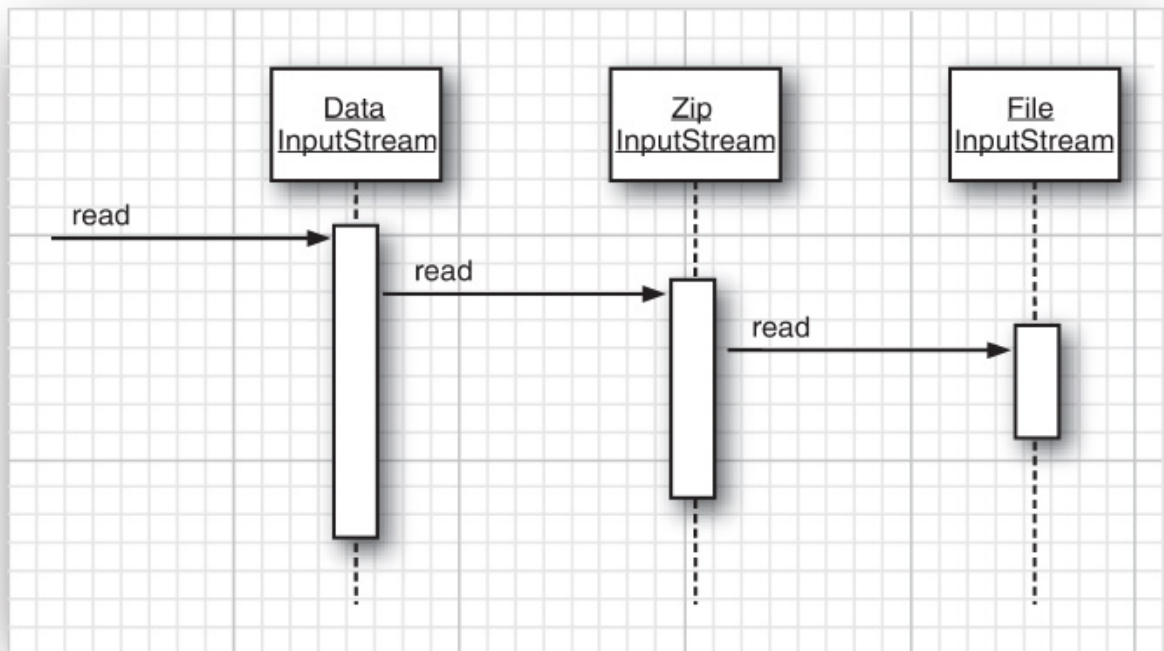 Data
InputStream
Zip
InputStream
File
InputStream
read
read
read